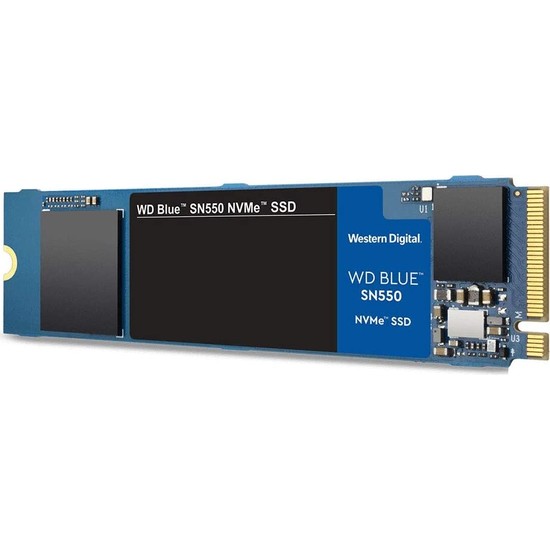 WD Blue™ SN550 NVMe™ SSD
Western Digital.
WD BLUE™
SN550
NVMe™ SSD
U1
M
U3